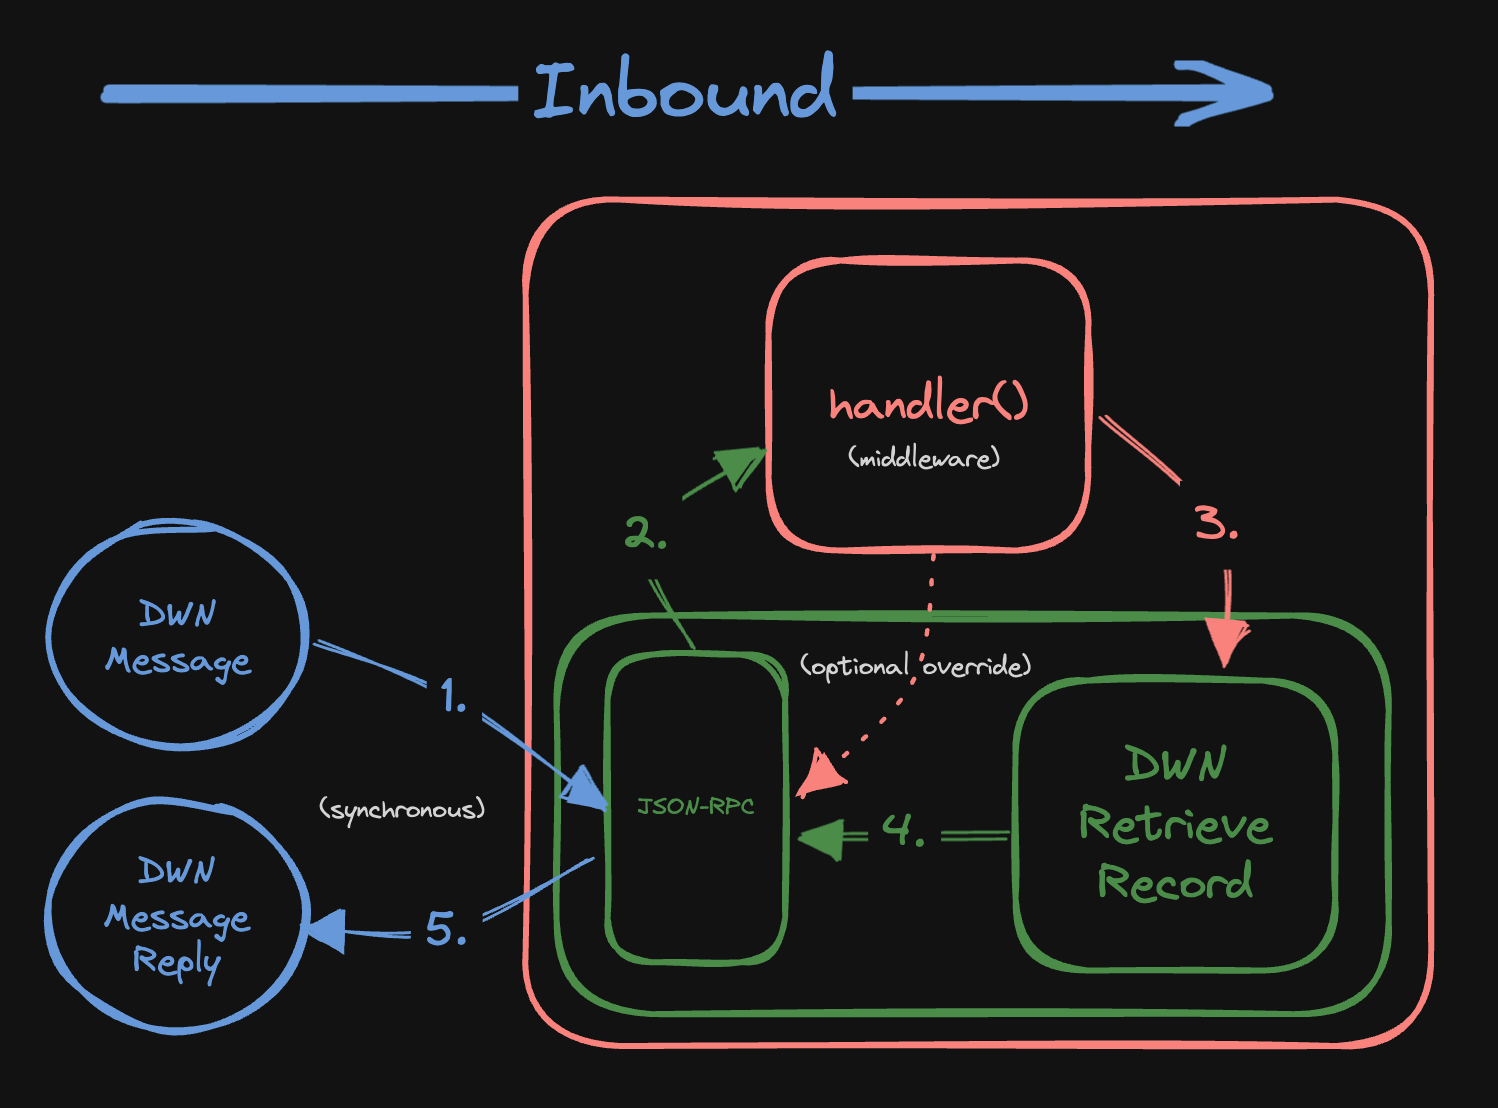 Inbound
handler()
(middleware)
2.
3.
DWN
Message
1.
(optional override)
(synchronous)
JSON-RPC
4.
DWN
Retrieve
Record
DWN
Message
Reply
5.